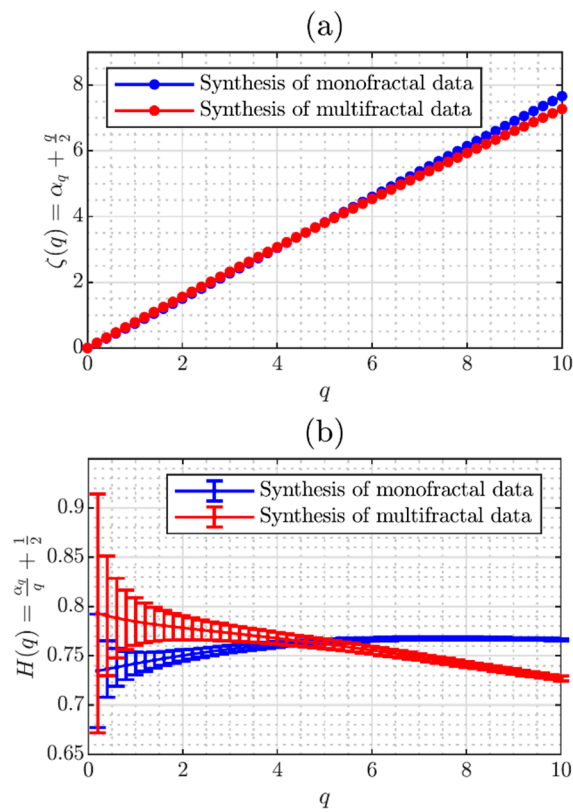 (a)
8
6
4
2
0
ζ(q) = α_q + q/2
Synthesis of monofractal data
Synthesis of multifractal data
0 2 4 6 8 10
q
(b)
0.9
0.85
0.8
0.75
0.7
0.65
H(q) = α_q/q + 1/2
Synthesis of monofractal data
Synthesis of multifractal data
0 2 4 6 8 10
q